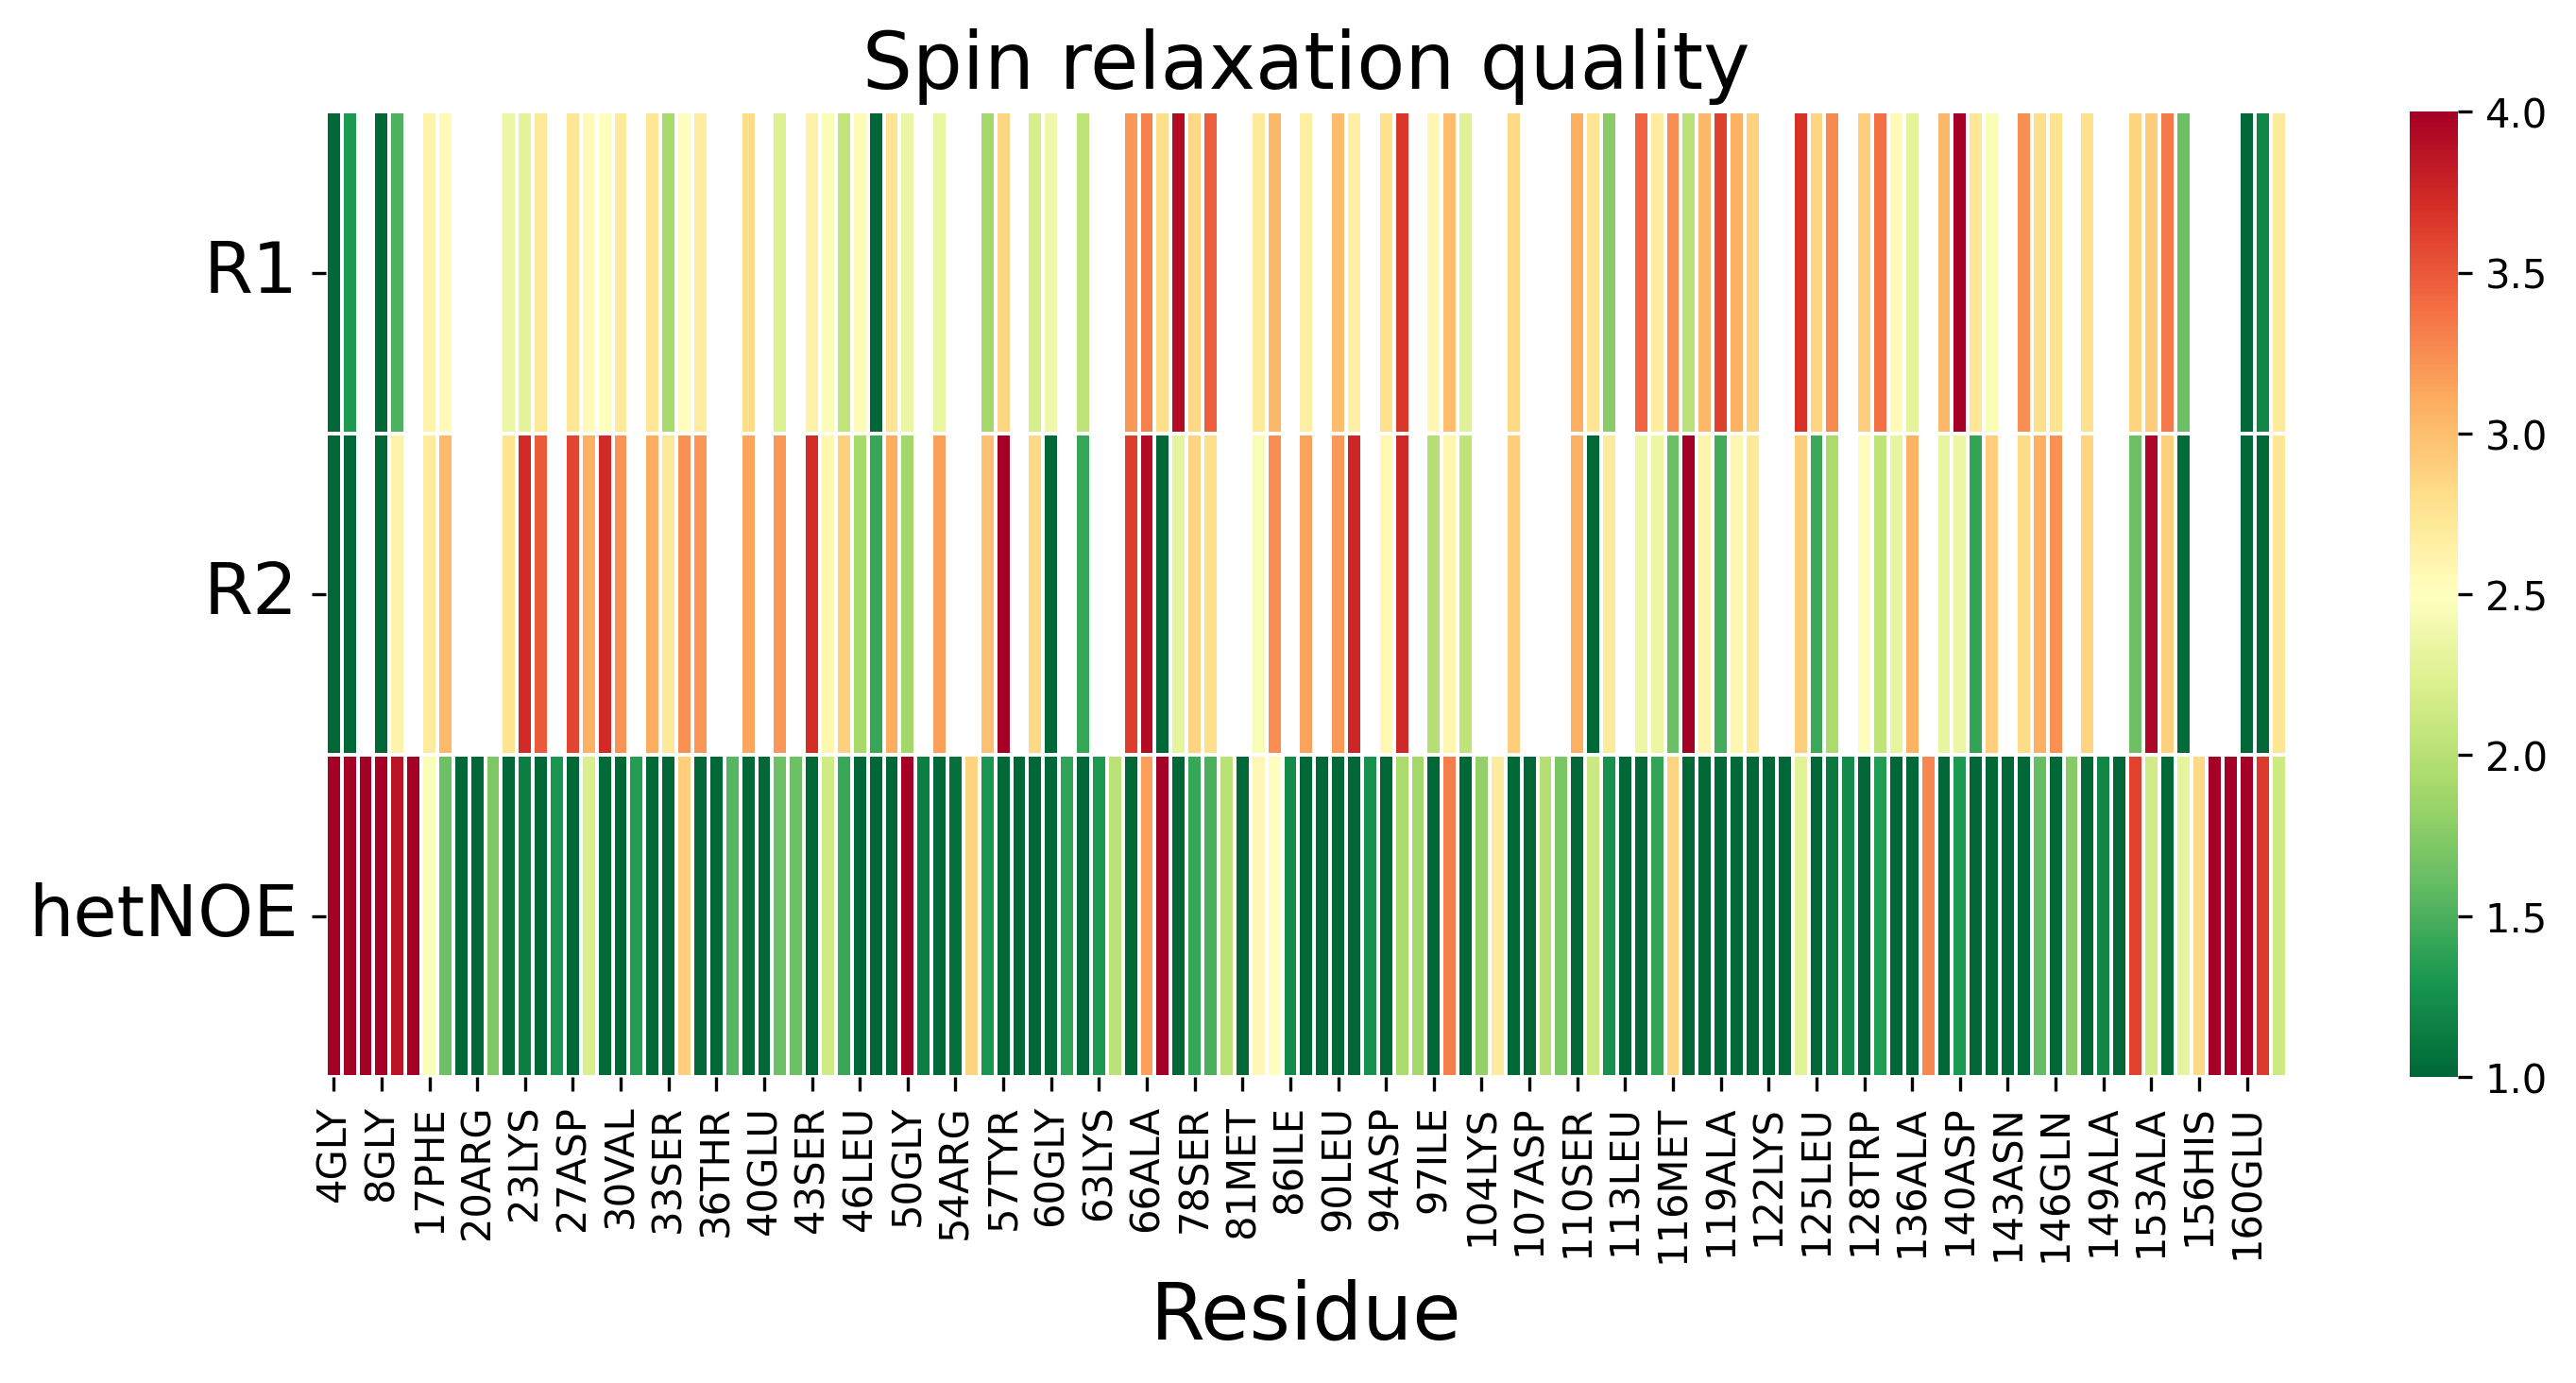 Spin relaxation quality
R1
R2
hetNOE
4GLY 8GLY 17PHE 20ARG 23LYS 27ASP 30VAL 33SER 36THR 40GLU 43SER 46LEU 50GLY 54ARG 57TYR 60GLY 63LYS 66ALA 78SER 81MET 86ILE 90LEU 94ASP 97ILE 104LYS 107ASP 110SER 113LEU 116MET 119ALA 122LYS 125LEU 128TRP 136ALA 140ASP 143ASN 146GLN 149ALA 153ALA 156HIS 160GLU
Residue
4.0
3.5
3.0
2.5
2.0
1.5
1.0